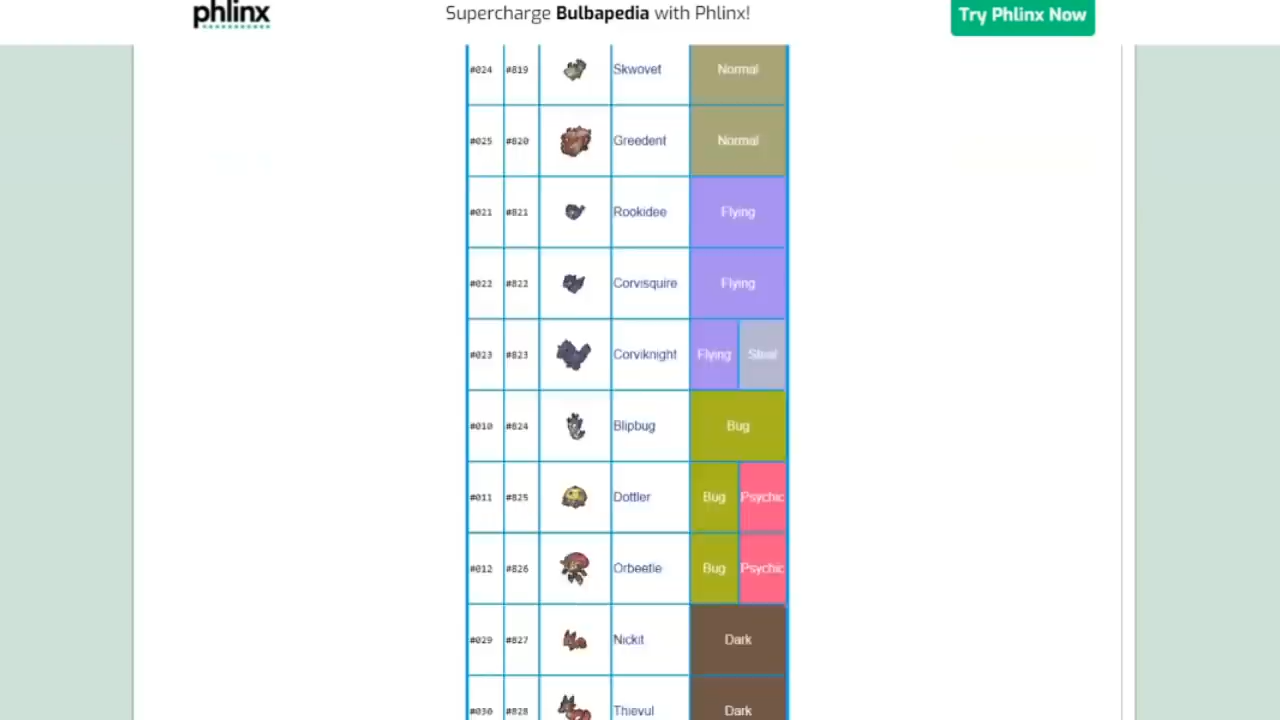 phlinx
Supercharge Bulbapedia with Phlinx!
Try Phlinx Now
#024 #819 Skwovet Normal
#025 #820 Greedent Normal
#021 #821 Rookidee Flying
#022 #822 Corvisquire Flying
#023 #823 Corviknight Flying Steel
#010 #824 Blipbug Bug
#011 #825 Dottler Bug Psychic
#012 #826 Orbeetle Bug Psychic
#029 #827 Nickit Dark
#030 #828 Thievul Dark